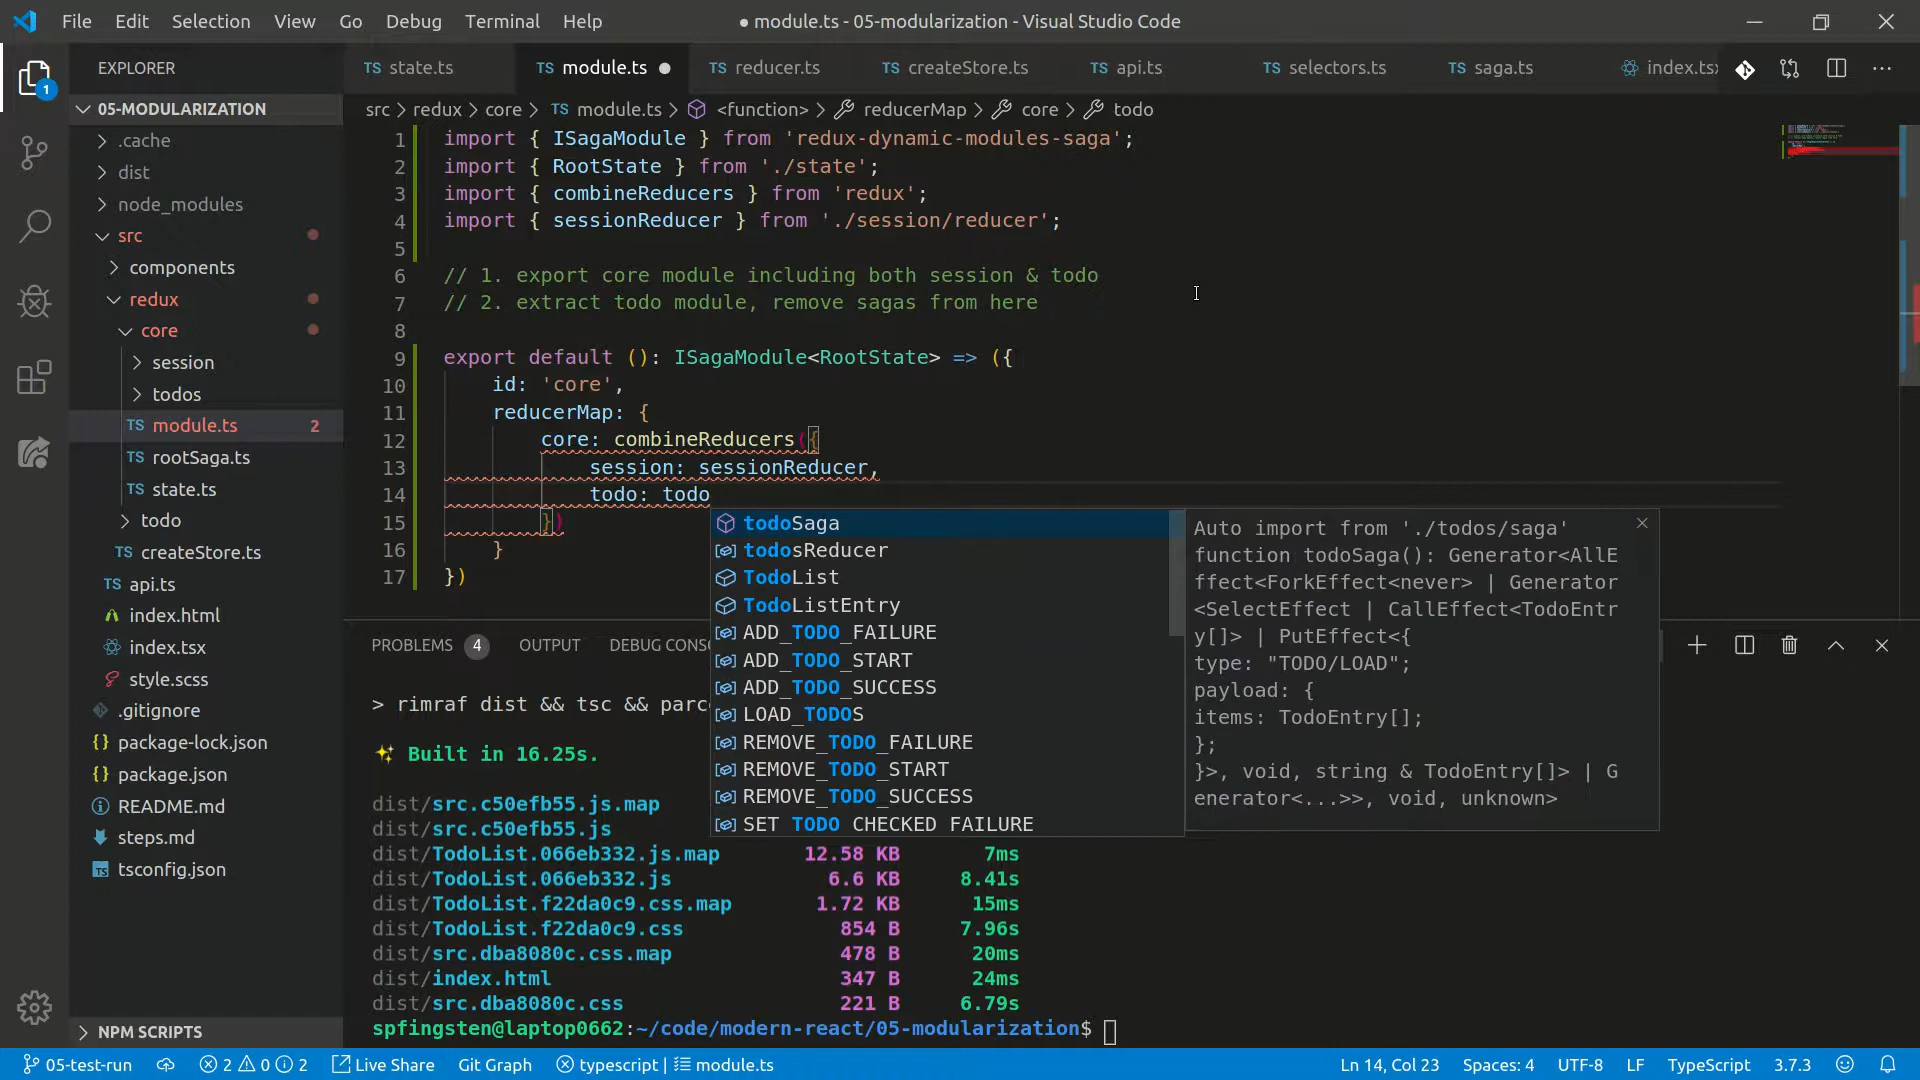 File Edit Selection View Go Debug Terminal Help
● module.ts - 05-modularization - Visual Studio Code
EXPLORER
TS state.ts
TS module.ts ●
TS reducer.ts
TS createStore.ts
TS api.ts
TS selectors.ts
TS saga.ts
index.tsx
1
05-MODULARIZATION
.cache
dist
node_modules
src
components
redux
core
session
todos
TS module.ts 2
TS rootSaga.ts
TS state.ts
todo
TS createStore.ts
TS api.ts
index.html
index.tsx
style.scss
.gitignore
{} package-lock.json
{} package.json
README.md
steps.md
tsconfig.json
NPM SCRIPTS
src > redux > core > TS module.ts > <function> > reducerMap > core > todo
1 import { ISagaModule } from 'redux-dynamic-modules-saga';
2 import { RootState } from './state';
3 import { combineReducers } from 'redux';
4 import { sessionReducer } from './session/reducer';
5
6 // 1. export core module including both session & todo
7 // 2. extract todo module, remove sagas from here
8
9 export default (): ISagaModule<RootState> => ({
10 id: 'core',
11 reducerMap: {
12 core: combineReducers({
13 session: sessionReducer,
14 todo: todo
15 })
16 }
17 })
todoSaga
todosReducer
TodoList
TodoListEntry
ADD_TODO_FAILURE
ADD_TODO_START
ADD_TODO_SUCCESS
LOAD_TODOS
REMOVE_TODO_FAILURE
REMOVE_TODO_START
REMOVE_TODO_SUCCESS
SET TODO CHECKED FAILURE
Auto import from './todos/saga'
function todoSaga(): Generator<AllE
ffect<ForkEffect<never> | Generator
<SelectEffect | CallEffect<TodoEntr
y[]> | PutEffect<{
type: "TODO/LOAD";
payload: {
items: TodoEntry[];
};
}>, void, string & TodoEntry[]> | G
enerator<...>>, void, unknown>
PROBLEMS 4 OUTPUT DEBUG CONS
> rimraf dist && tsc && parc
✨ Built in 16.25s.
dist/src.c50efb55.js.map
dist/src.c50efb55.js
dist/TodoList.066eb332.js.map 12.58 KB 7ms
dist/TodoList.066eb332.js 6.6 KB 8.41s
dist/TodoList.f22da0c9.css.map 1.72 KB 15ms
dist/TodoList.f22da0c9.css 854 B 7.96s
dist/src.dba8080c.css.map 478 B 20ms
dist/index.html 347 B 24ms
dist/src.dba8080c.css 221 B 6.79s
spfingsten@laptop0662:~/code/modern-react/05-modularization$
05-test-run 2 0 2 Live Share Git Graph typescript | module.ts
Ln 14, Col 23 Spaces: 4 UTF-8 LF TypeScript 3.7.3